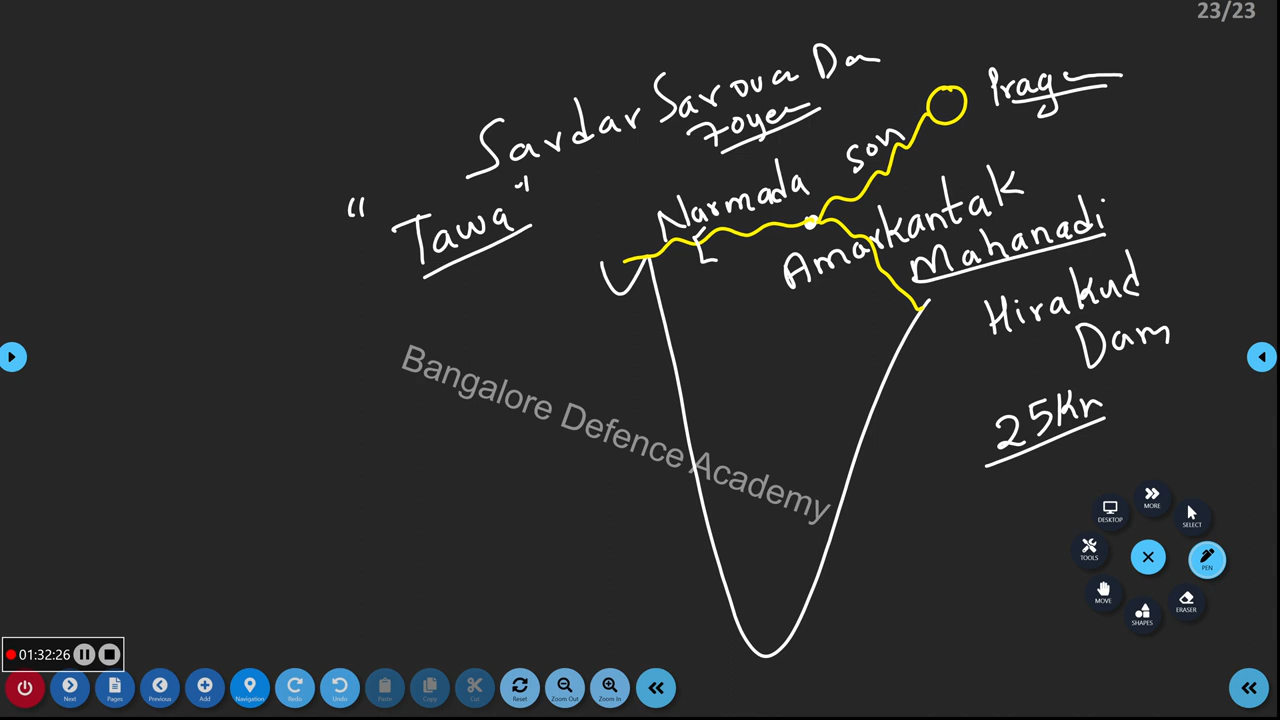 23/23
Sardar Sarova Da
Zoyen
Prag
son
"
Tawa
Narmada
Amarkantak
Mahanadi
Hirakud
Dam
25Kr
Bangalore Defence Academy
DESKTOP
MORE
SELECT
TOOLS
PEN
MOVE
SHAPES
ERASER
01:32:26
Next
Pages
Previous
Add
Navigation
Redo
Undo
Paste
Copy
Cut
Reset
Zoom Out
Zoom In